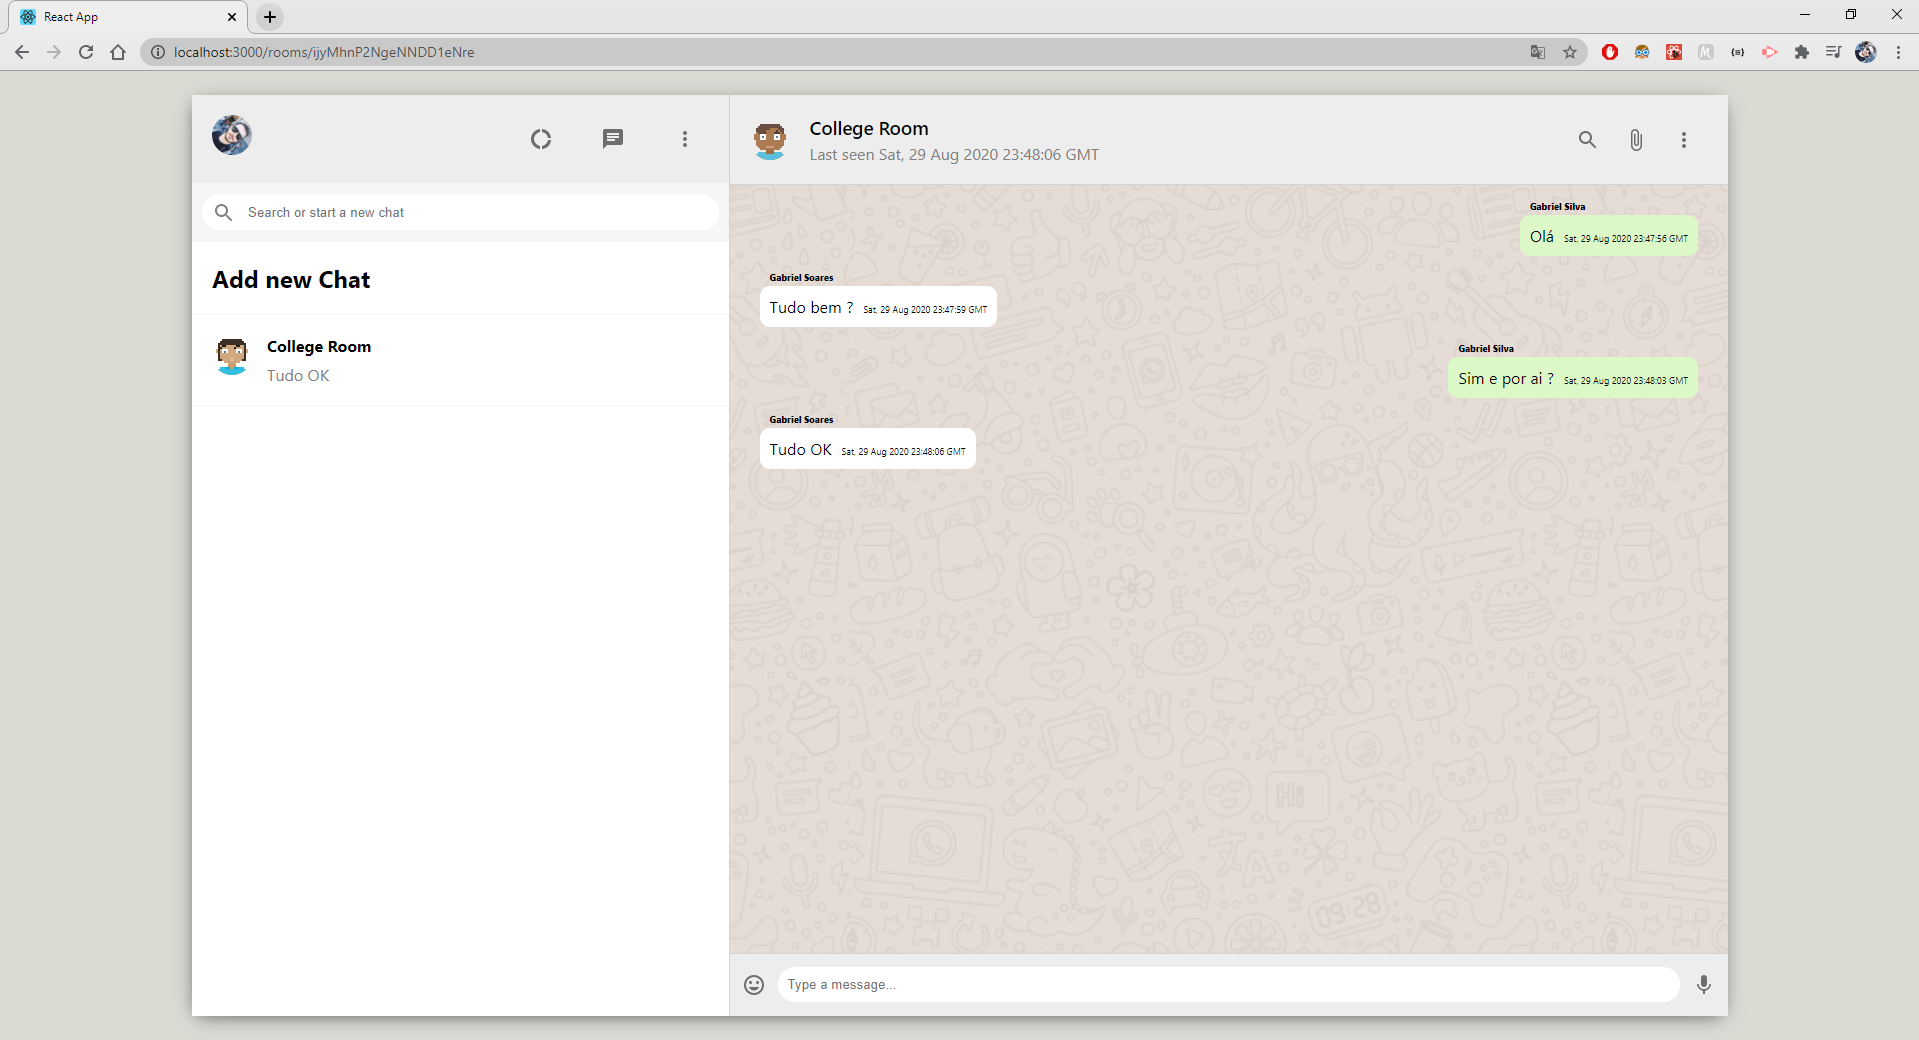 React App
localhost:3000/rooms/ijyMhnP2NgeNNDD1eNre
College Room
Last seen Sat, 29 Aug 2020 23:48:06 GMT
Search or start a new chat
Add new Chat
College Room
Tudo OK
Gabriel Silva
Olá Sat, 29 Aug 2020 23:47:56 GMT
Gabriel Soares
Tudo bem ? Sat, 29 Aug 2020 23:47:59 GMT
Gabriel Silva
Sim e por ai ? Sat, 29 Aug 2020 23:48:03 GMT
Gabriel Soares
Tudo OK Sat, 29 Aug 2020 23:48:06 GMT
Hi
09:28
Type a message...